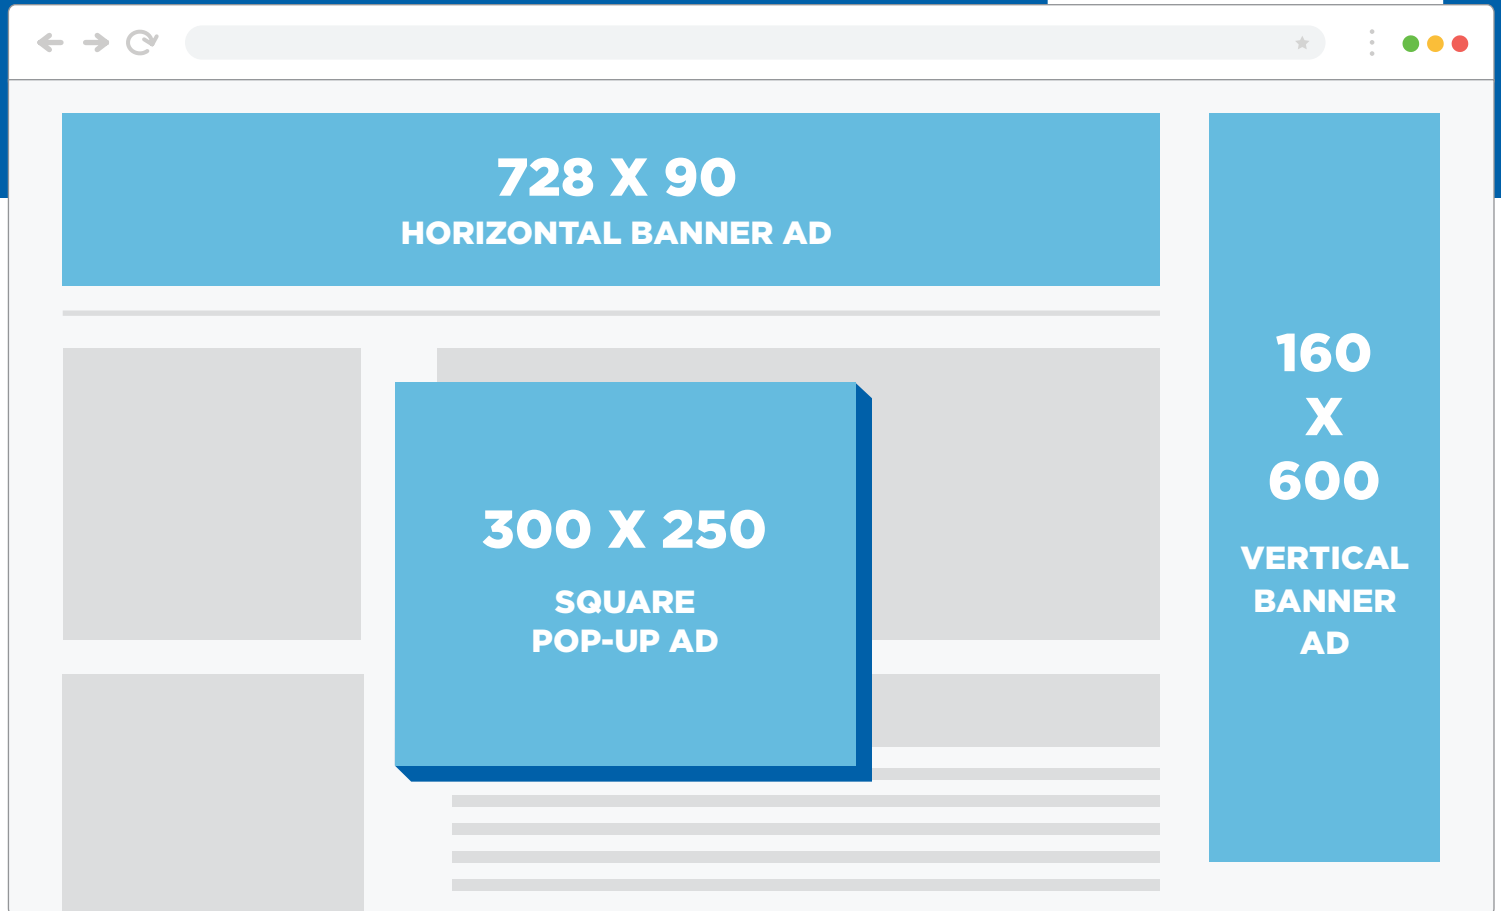 728 X 90
HORIZONTAL BANNER AD
300 X 250
SQUARE
POP-UP AD
160
X
600
VERTICAL
BANNER
AD